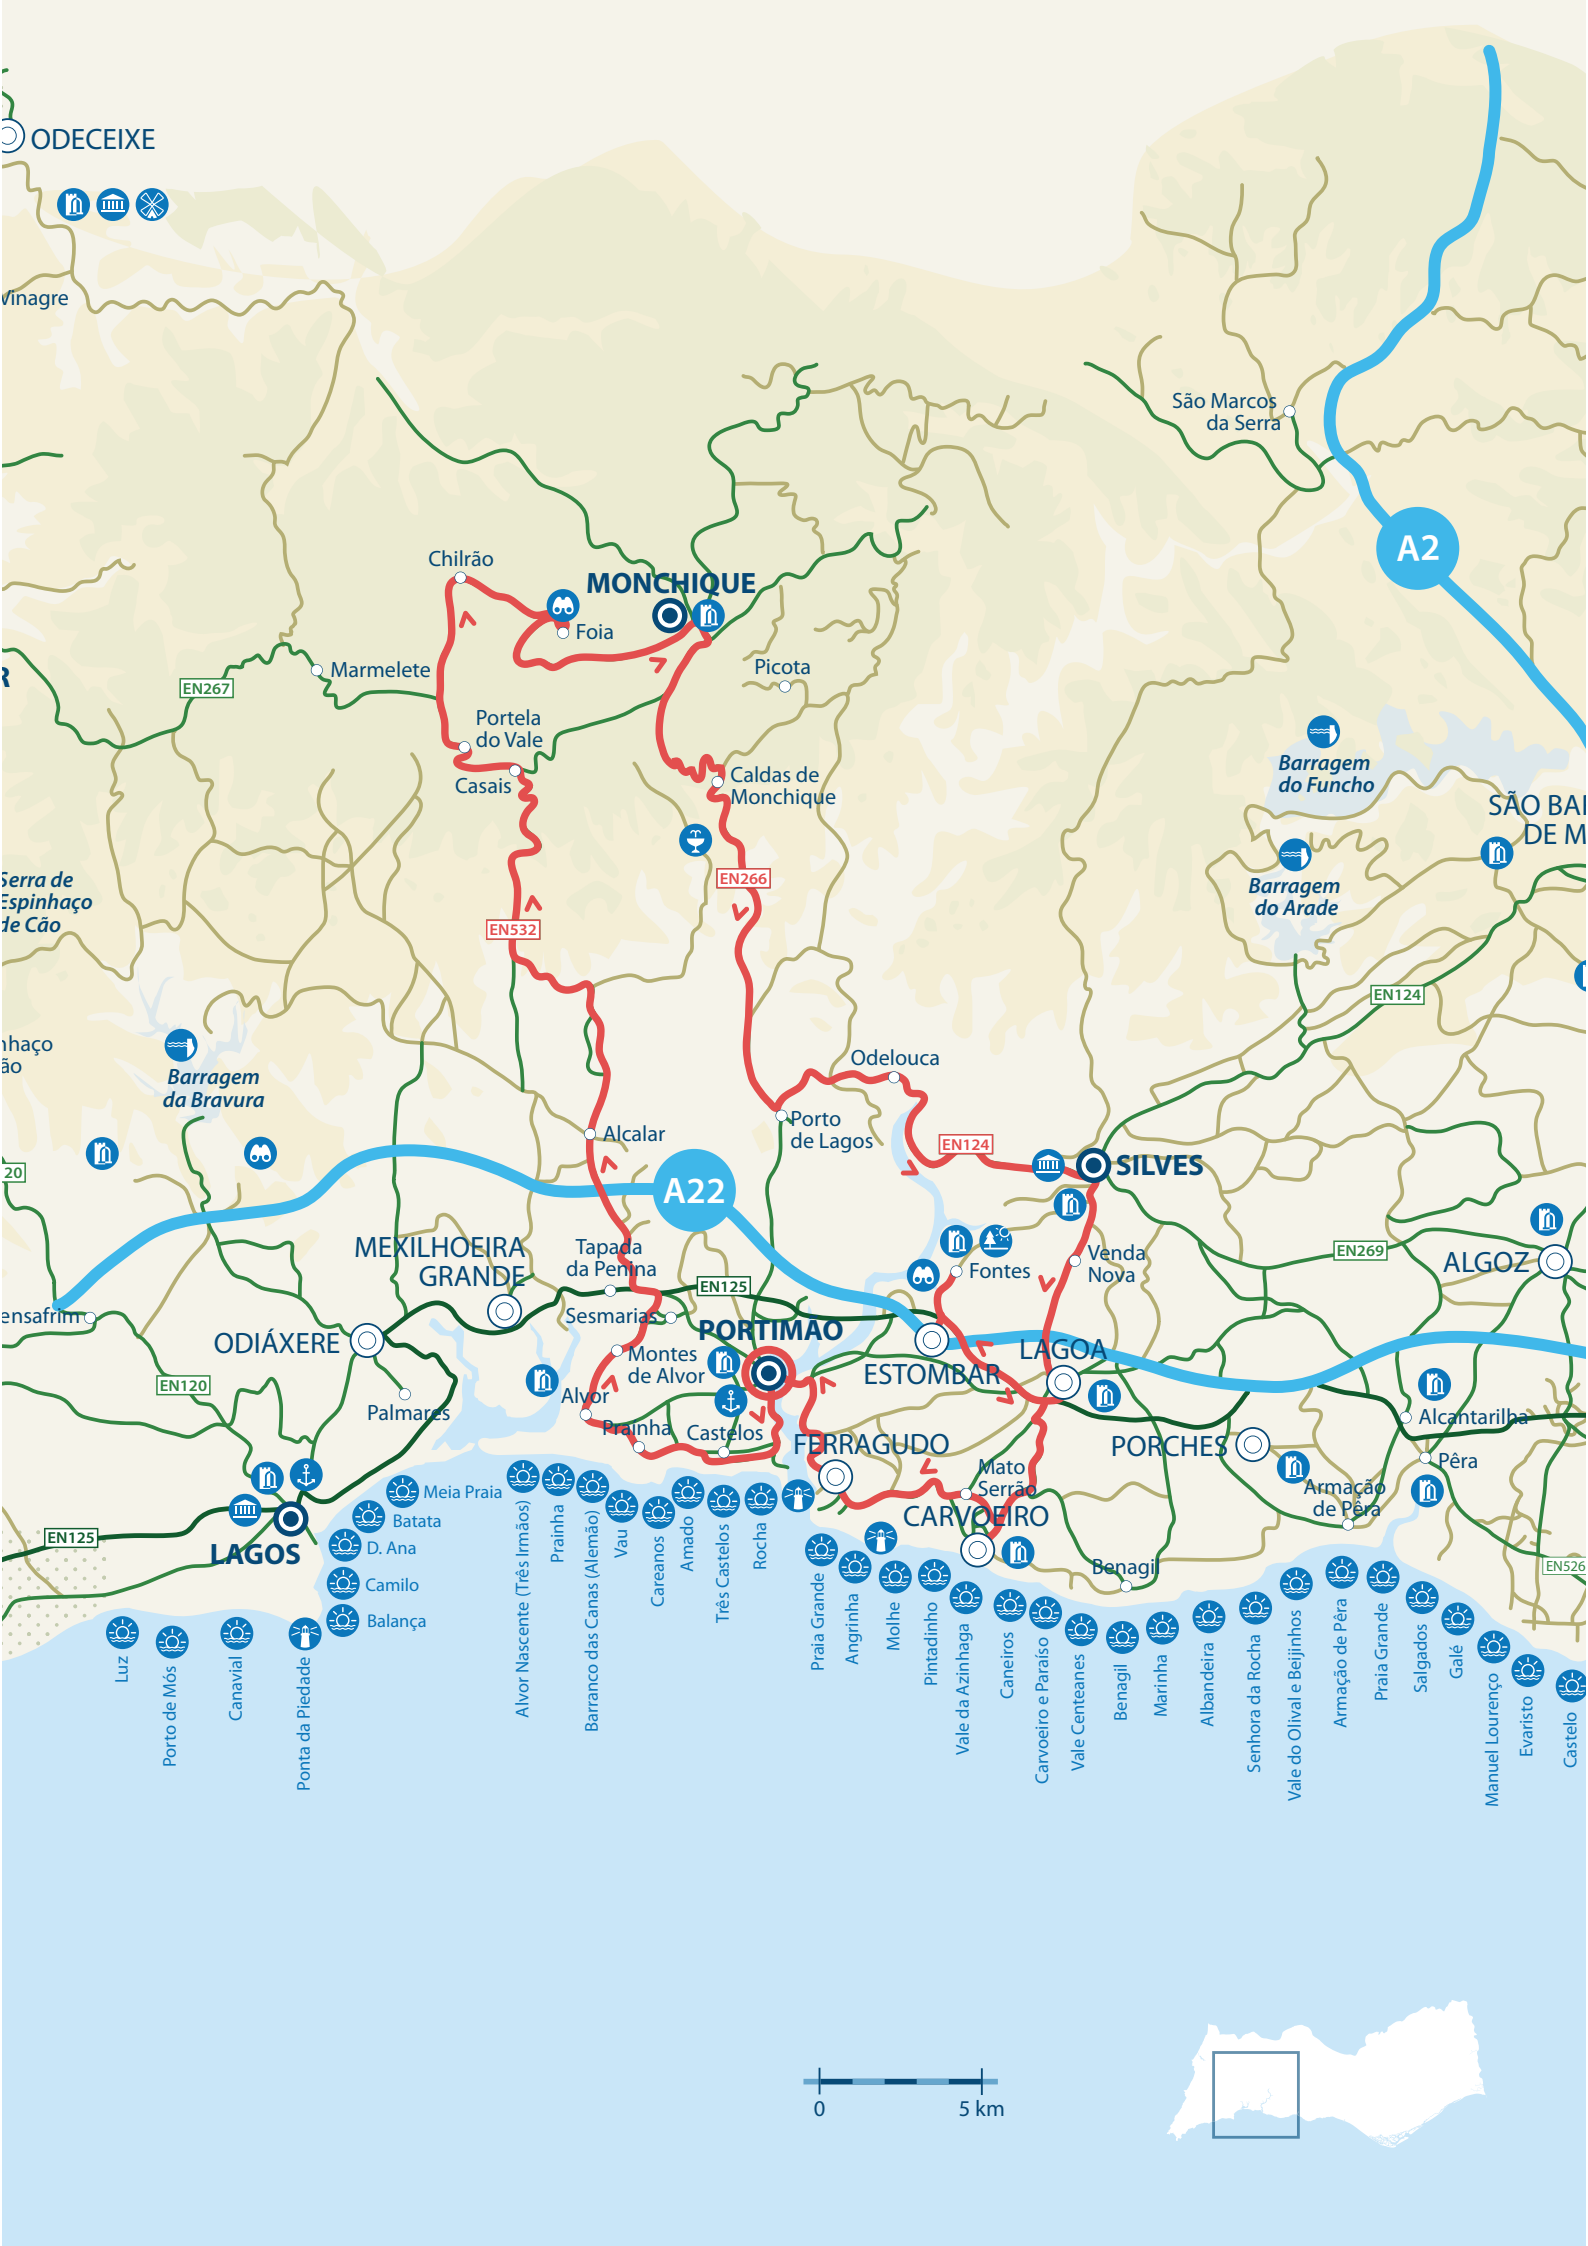 ODECEIXE
Vinagre
São Marcos
da Serra
A2
Chilrão
MONCHIQUE
Foia
Marmelete
Picota
R
EN267
Portela
do Vale
Casais
Caldas de
Monchique
Barragem
do Funcho
SÃO BA
DE M
EN266
Barragem
do Arade
Serra de
Espinhaço
de Cão
EN532
EN124
nhaço
ão
Barragem
da Bravura
Odelouca
Porto
de Lagos
Alcalar
EN124
SILVES
20
A22
MEXILHOEIRA
GRANDE
Tapada
da Penina
Fontes
Venda
Nova
EN269
ALGOZ
EN125
ensafrim
Sesmarias
ODIÁXERE
PORTIMÃO
LAGOA
ESTOMBAR
Montes
de Alvor
EN120
Palmares
Alvor
Prainha
Castelos
FERRAGUDO
PORCHES
Alcantarilha
Pêra
Mato
Serrão
Armação
de Pêra
CARVOEIRO
Benagil
EN526
EN125
LAGOS
Meia Praia
Batata
D. Ana
Camilo
Balança
Luz
Porto de Mós
Canavial
Ponta da Piedade
Alvor Nascente (Três Irmãos)
Prainha
Barranco das Canas (Alemão)
Vau
Careanos
Amado
Três Castelos
Rocha
Praia Grande
Angrinha
Molhe
Pintadinho
Vale da Azinhaga
Caneiros
Carvoeiro e Paraíso
Vale Centeanes
Benagil
Marinha
Albandeira
Senhora da Rocha
Vale do Olival e Beijinhos
Armação de Pêra
Praia Grande
Salgados
Galé
Manuel Lourenço
Evaristo
Castelo
0
5 km